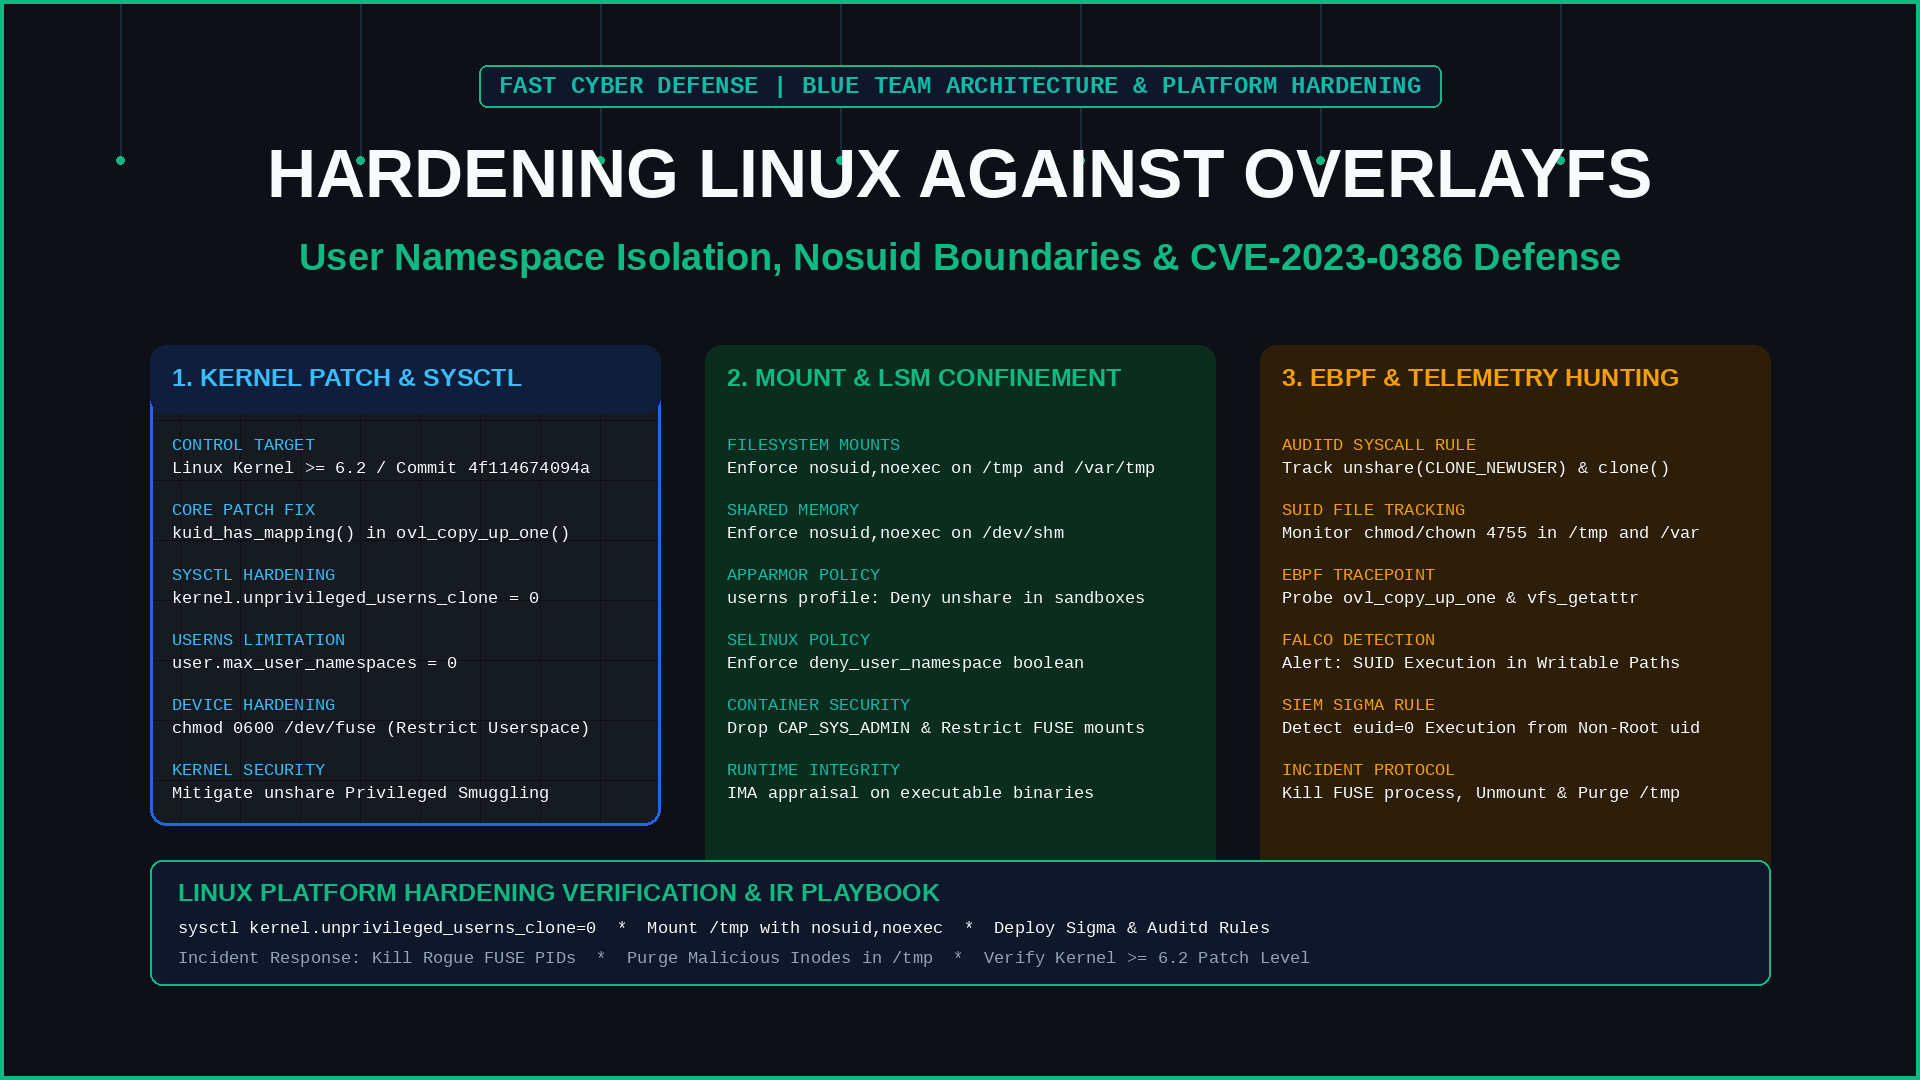 FAST CYBER DEFENSE | BLUE TEAM ARCHITECTURE & PLATFORM HARDENING
HARDENING LINUX AGAINST OVERLAYFS
User Namespace Isolation, Nosuid Boundaries & CVE-2023-0386 Defense
1. KERNEL PATCH & SYSCTL
CONTROL TARGET
Linux Kernel >= 6.2 / Commit 4f114674094a
CORE PATCH FIX
kuid_has_mapping() in ovl_copy_up_one()
SYSCTL HARDENING
kernel.unprivileged_userns_clone = 0
USERNS LIMITATION
user.max_user_namespaces = 0
DEVICE HARDENING
chmod 0600 /dev/fuse (Restrict Userspace)
KERNEL SECURITY
Mitigate unshare Privileged Smuggling
2. MOUNT & LSM CONFINEMENT
FILESYSTEM MOUNTS
Enforce nosuid,noexec on /tmp and /var/tmp
SHARED MEMORY
Enforce nosuid,noexec on /dev/shm
APPARMOR POLICY
userns profile: Deny unshare in sandboxes
SELINUX POLICY
Enforce deny_user_namespace boolean
CONTAINER SECURITY
Drop CAP_SYS_ADMIN & Restrict FUSE mounts
RUNTIME INTEGRITY
IMA appraisal on executable binaries
3. EBPF & TELEMETRY HUNTING
AUDITD SYSCALL RULE
Track unshare(CLONE_NEWUSER) & clone()
SUID FILE TRACKING
Monitor chmod/chown 4755 in /tmp and /var
EBPF TRACEPOINT
Probe ovl_copy_up_one & vfs_getattr
FALCO DETECTION
Alert: SUID Execution in Writable Paths
SIEM SIGMA RULE
Detect euid=0 Execution from Non-Root uid
INCIDENT PROTOCOL
Kill FUSE process, Unmount & Purge /tmp
LINUX PLATFORM HARDENING VERIFICATION & IR PLAYBOOK
sysctl kernel.unprivileged_userns_clone=0 * Mount /tmp with nosuid,noexec * Deploy Sigma & Auditd Rules
Incident Response: Kill Rogue FUSE PIDs * Purge Malicious Inodes in /tmp * Verify Kernel >= 6.2 Patch Level